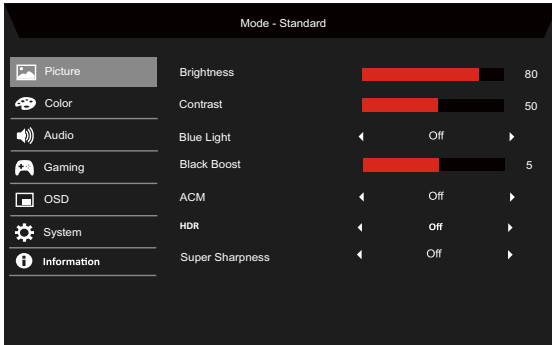 Mode - Standard
Picture
Color
Audio
Gaming
OSD
System
Information
Brightness 80
Contrast 50
Blue Light Off
Black Boost 5
ACM Off
HDR Off
Super Sharpness Off